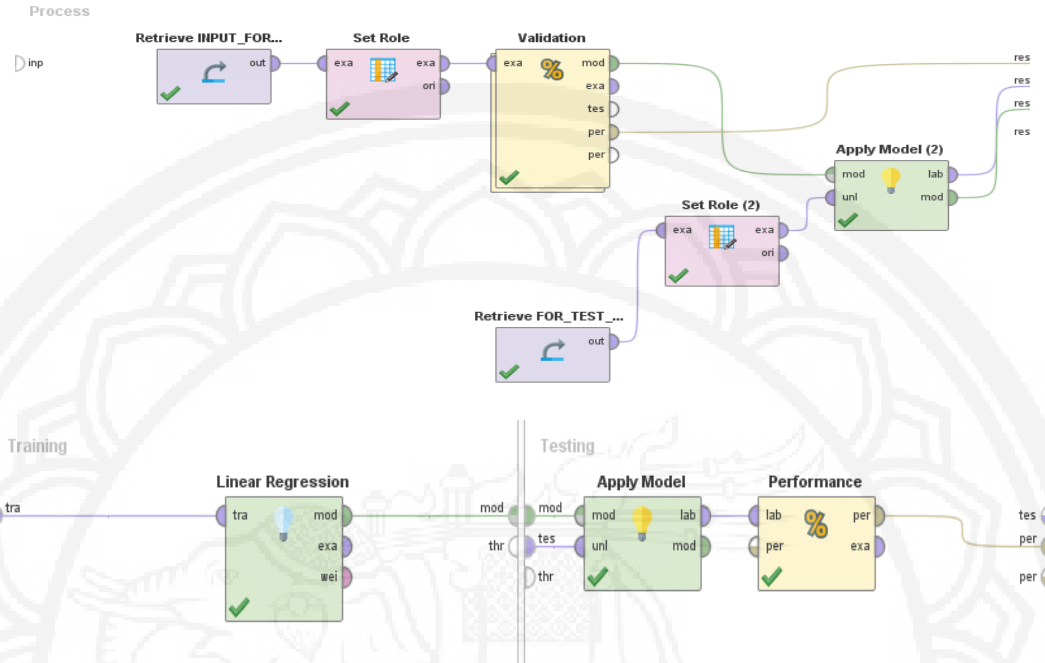 Process
Retrieve INPUT_FOR...
Set Role
Validation
inp
out
exa
exa
ori
exa
mod
exa
tes
per
per
res
res
res
res
Apply Model (2)
mod
lab
unl
mod
Set Role (2)
exa
exa
ori
Retrieve FOR_TEST_...
out
Training
Testing
Linear Regression
Apply Model
Performance
tra
tra
mod
exa
wei
mod
thr
mod
tes
thr
mod
lab
unl
mod
lab
per
per
exa
tes
per
per